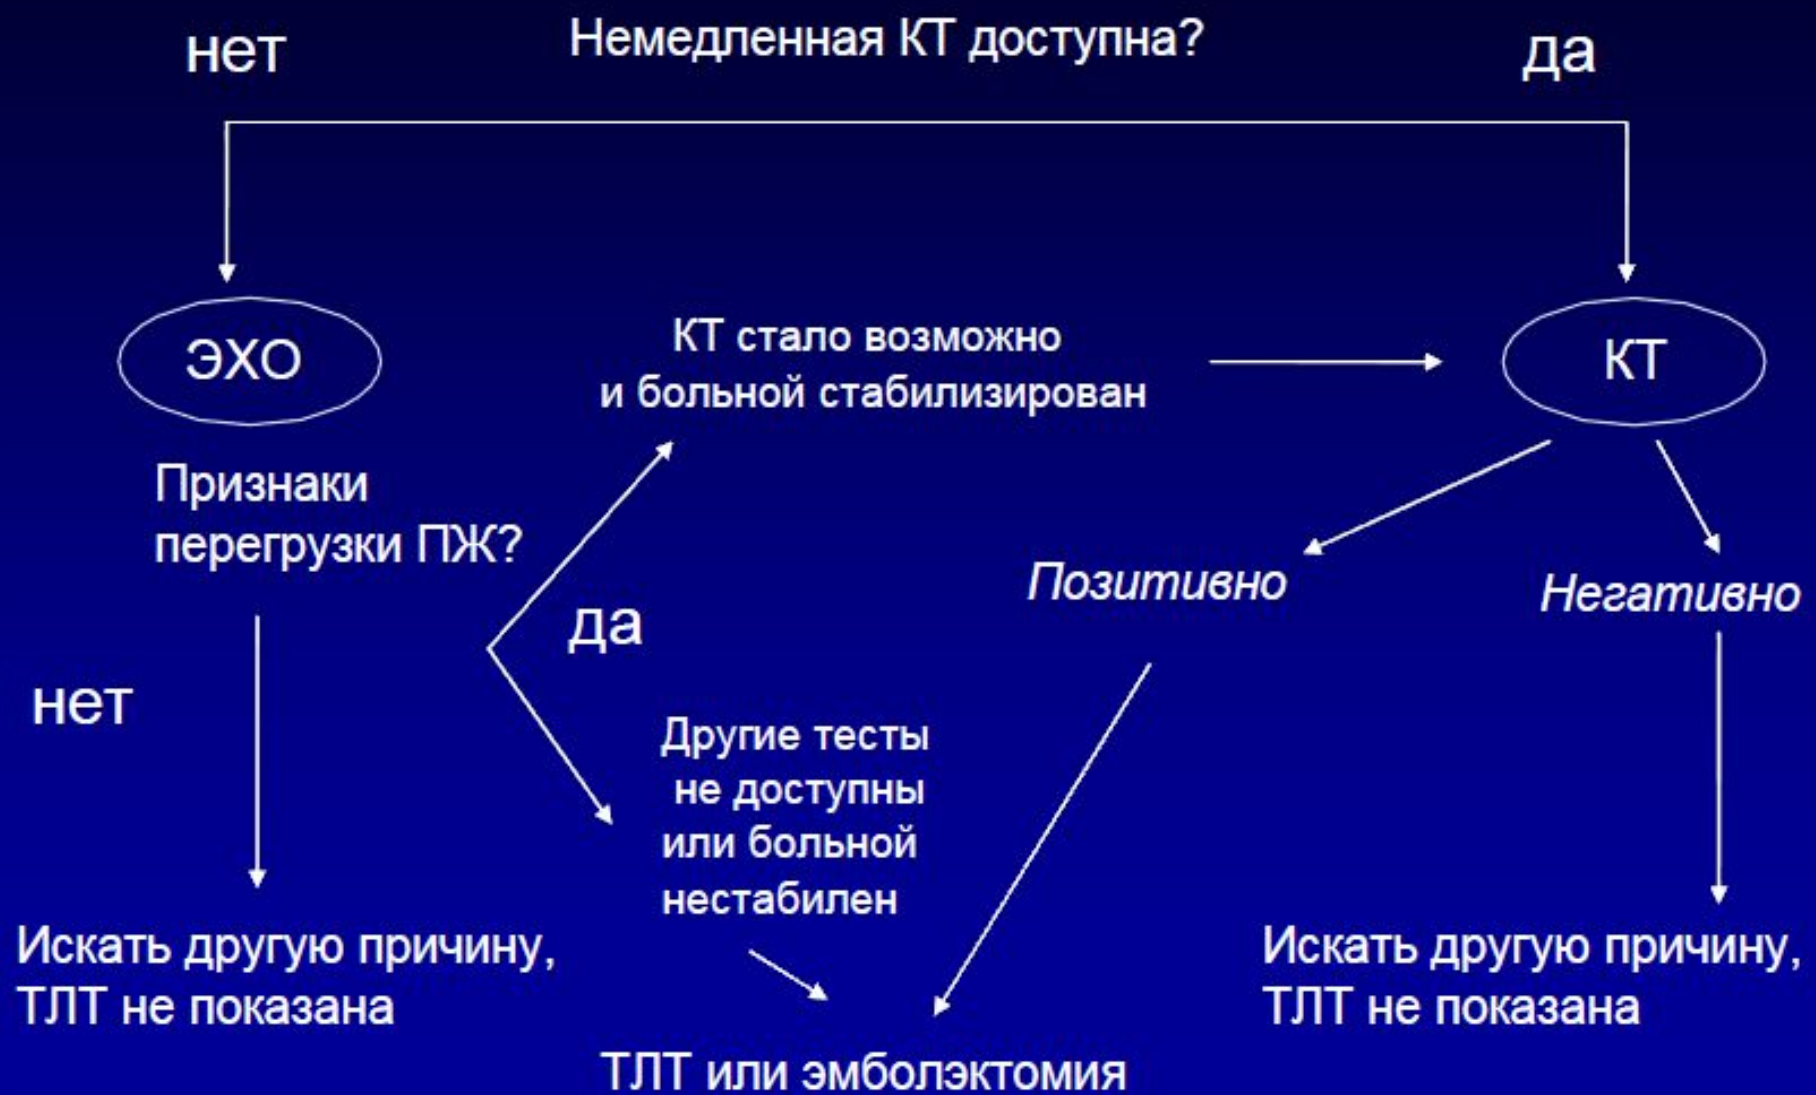 нет
Немедленная КТ доступна?
да
ЭХО
КТ стало возможно
и больной стабилизирован
КТ
Признаки
перегрузки ПЖ?
да
Позитивно
Негативно
нет
Другие тесты
не доступны
или больной
нестабилен
Искать другую причину,
ТЛТ не показана
Искать другую причину,
ТЛТ не показана
ТЛТ или эмболэктомия